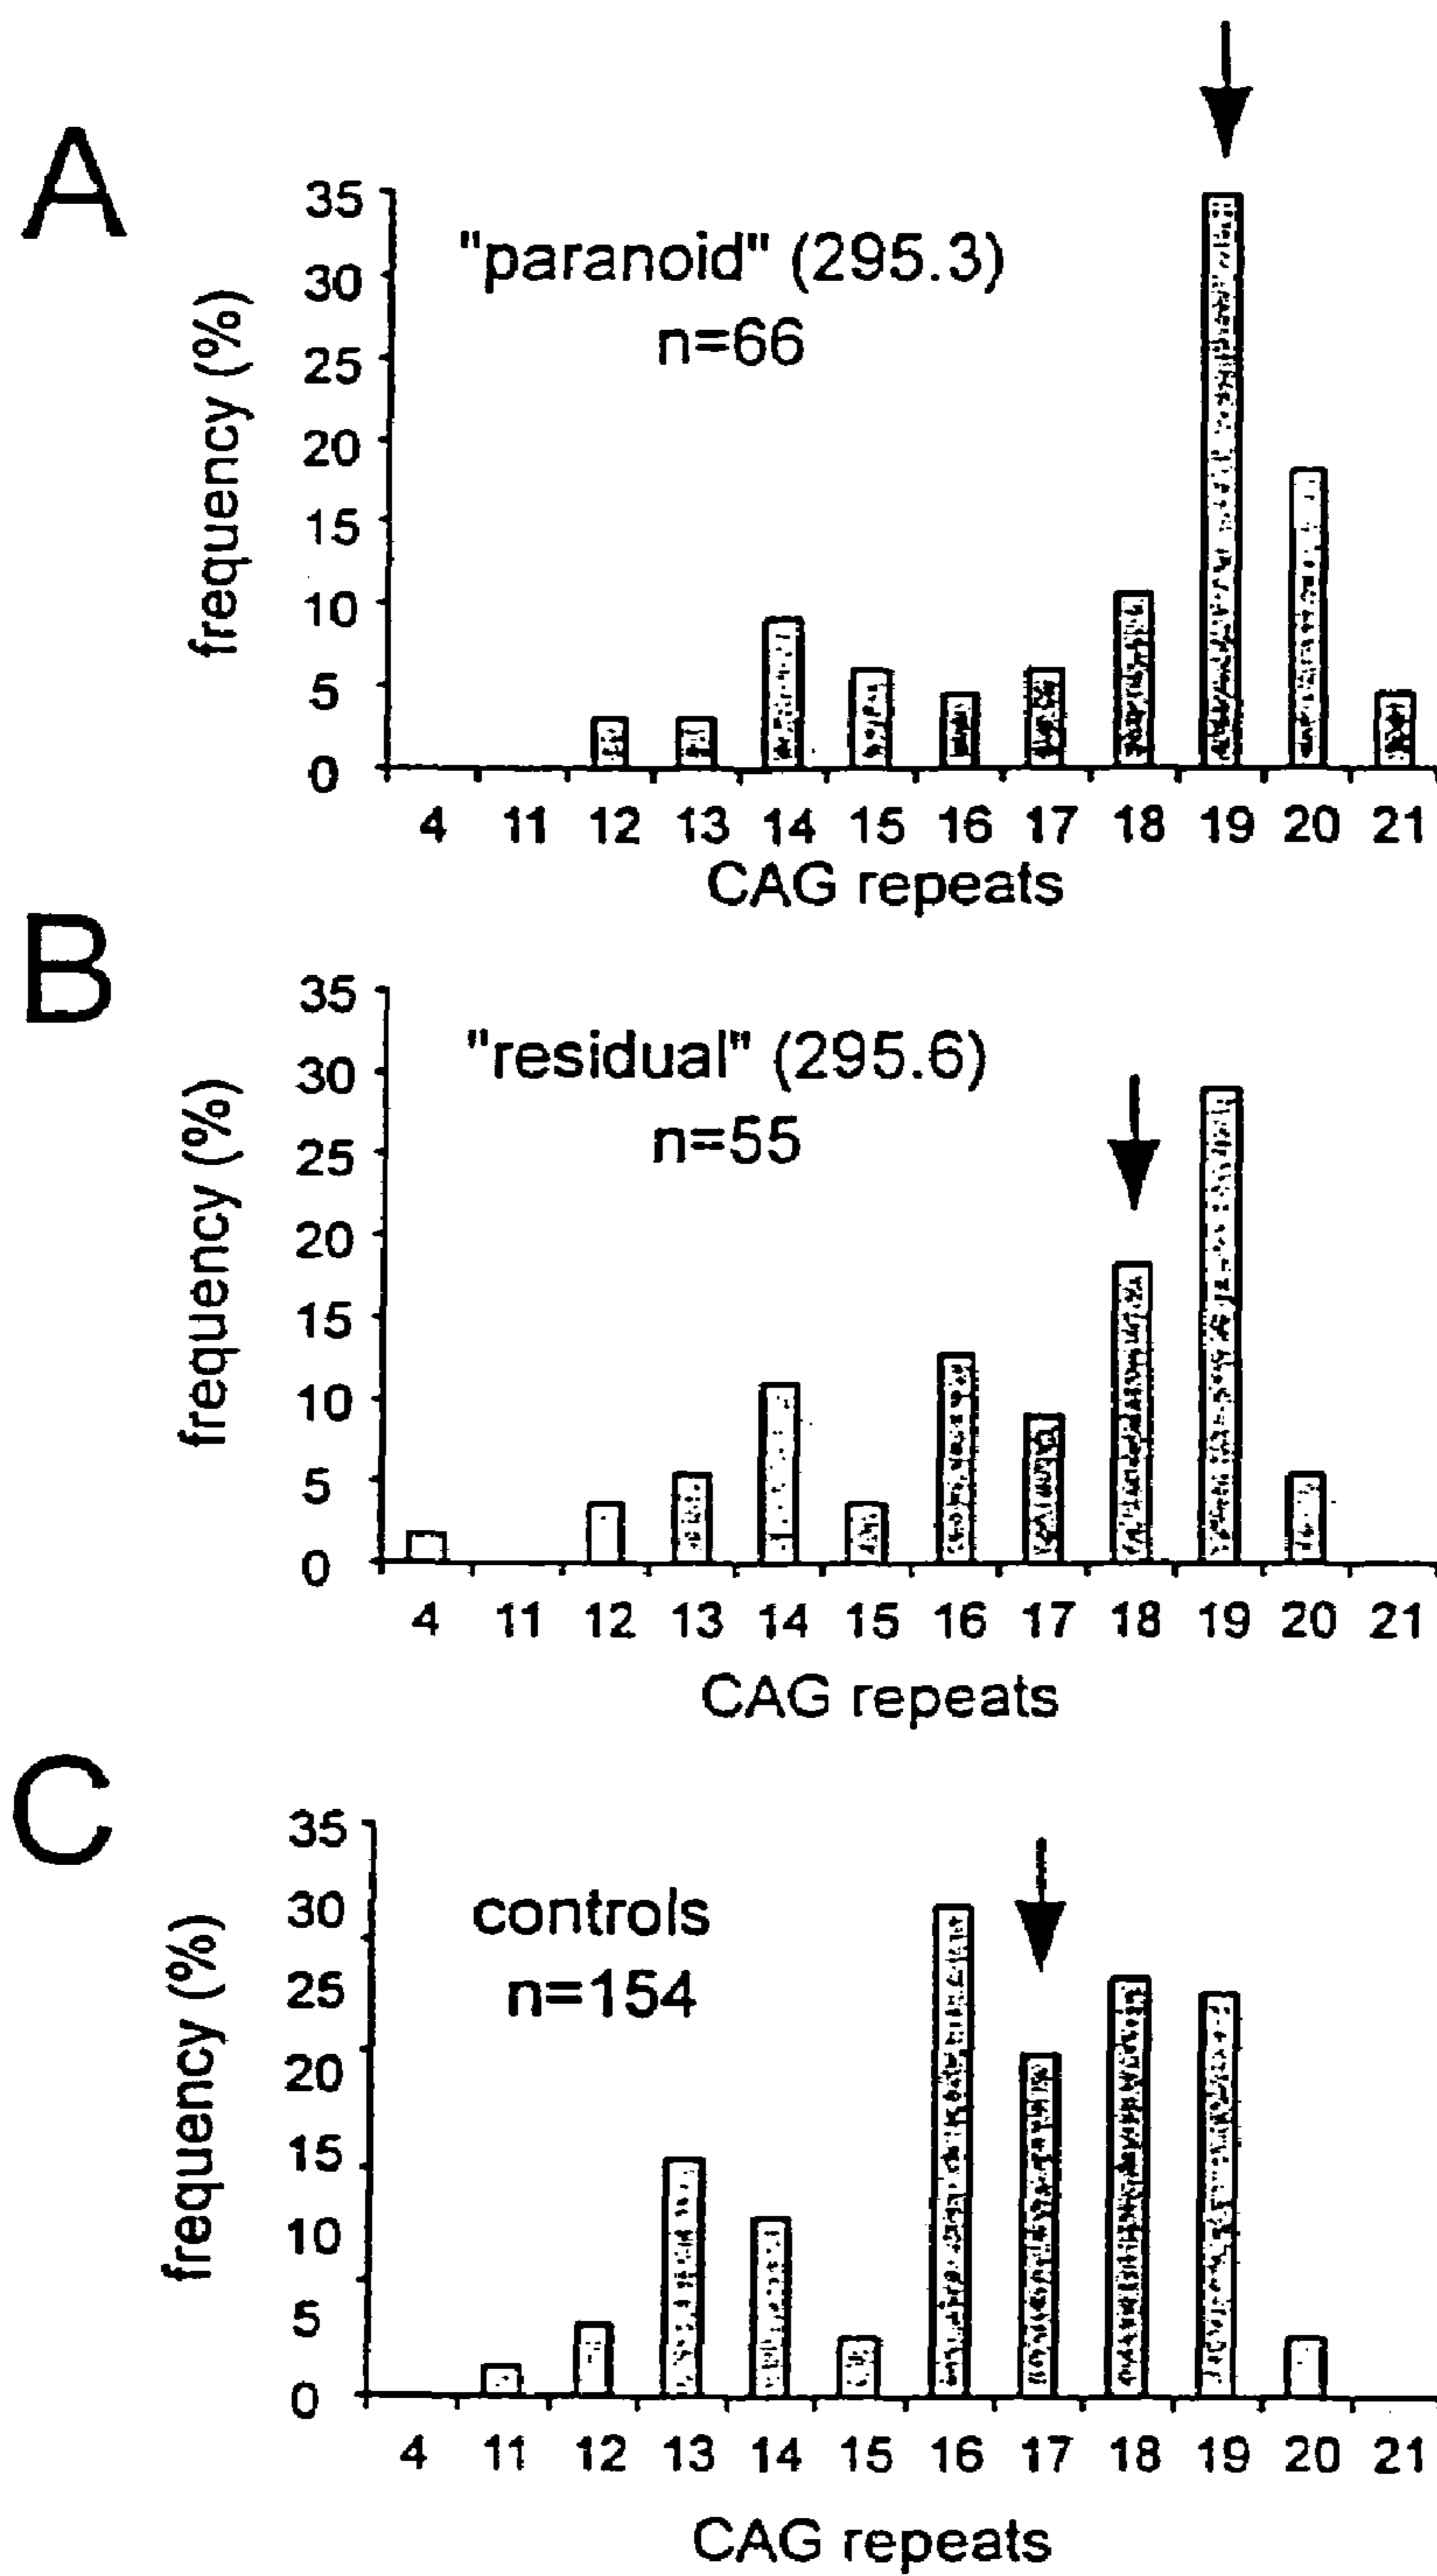 A
35
"paranoid" (295.3)
30
n=66
25
20
15
10
5
0
frequency (%)
4 11 12 13 14 15 16 17 18 19 20 21
CAG repeats
B
35
"residual" (295.6)
30
n=55
25
20
15
10
5
0
frequency (%)
4 11 12 13 14 15 16 17 18 19 20 21
CAG repeats
C
35
controls
30
n=154
25
20
15
10
5
0
frequency (%)
4 11 12 13 14 15 16 17 18 19 20 21
CAG repeats